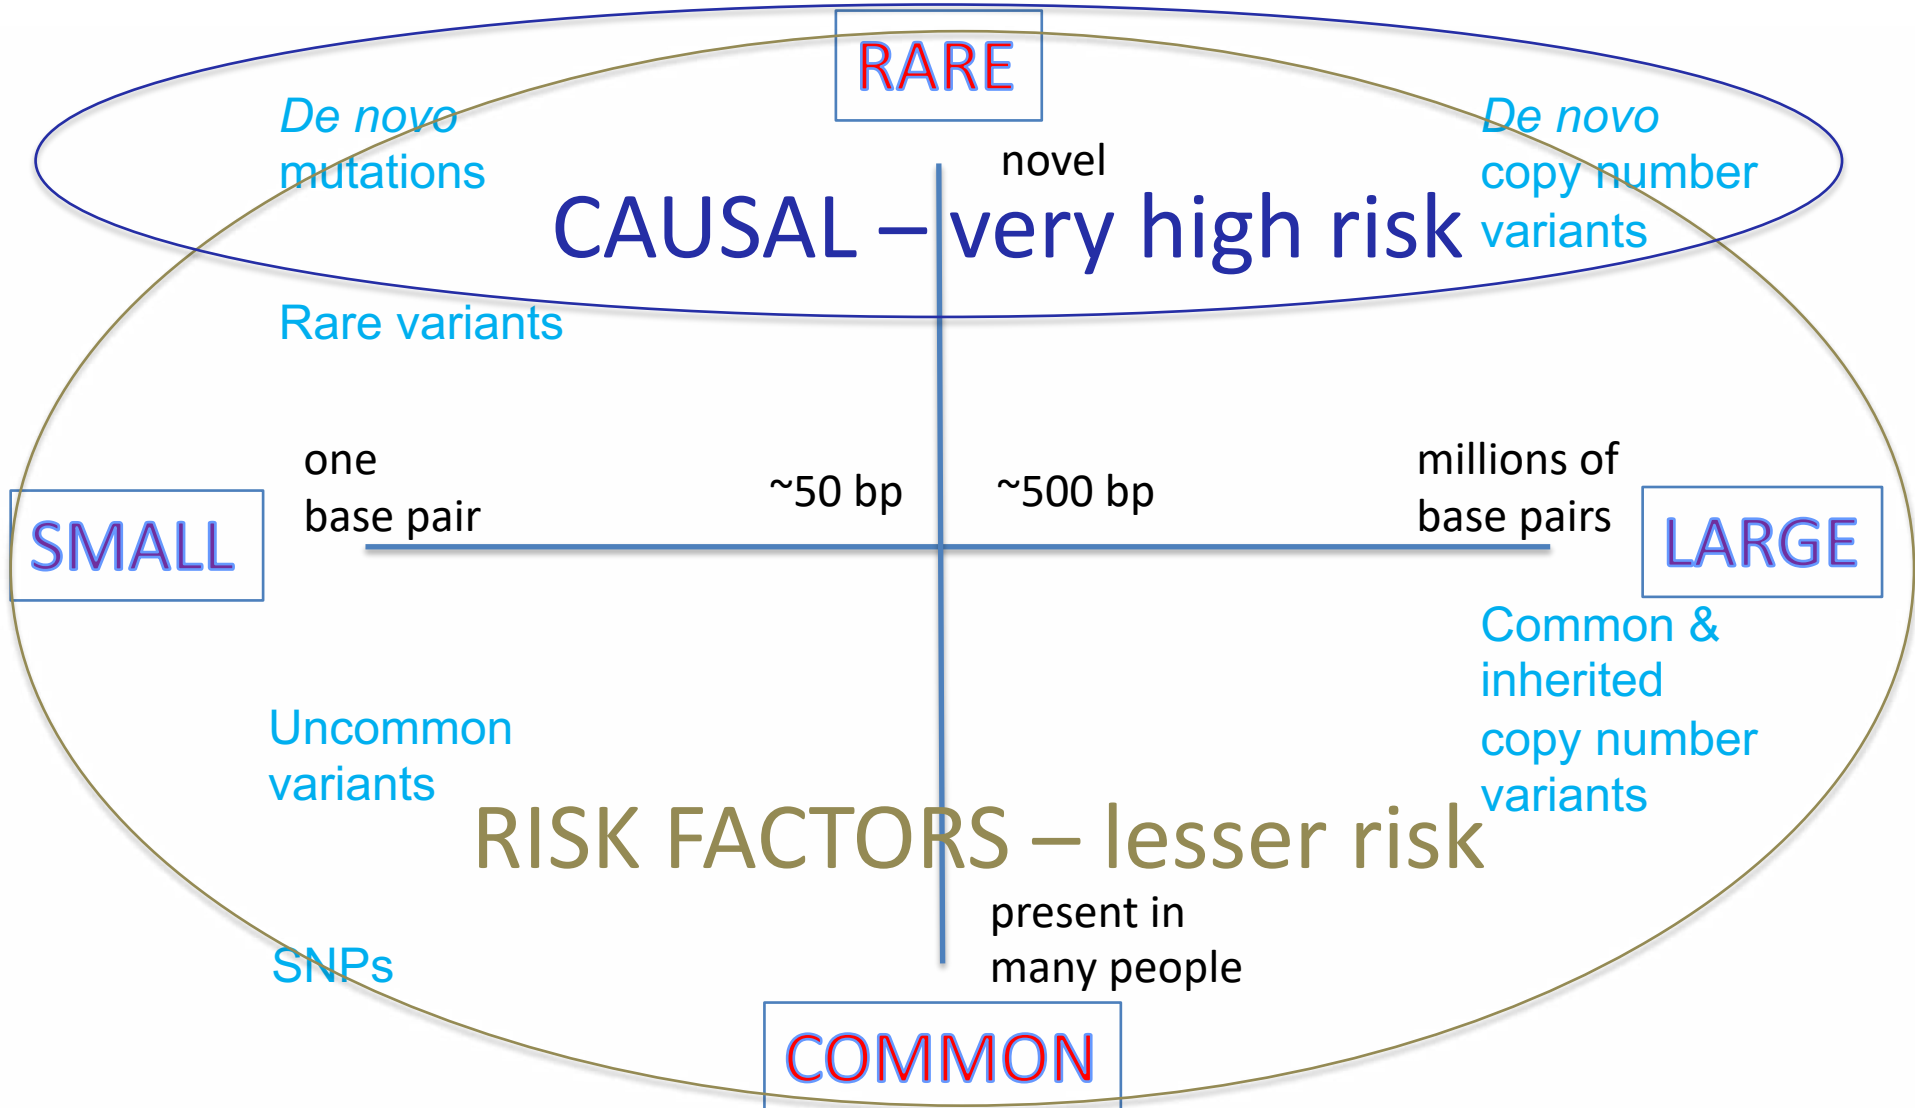 RARE
De novo
mutations
novel
De novo
copy number
variants
CAUSAL – very high risk
Rare variants
one
base pair
~50 bp
~500 bp
millions of
base pairs
SMALL
LARGE
Common &
inherited
copy number
variants
Uncommon
variants
RISK FACTORS – lesser risk
present in
many people
SNPs
COMMON